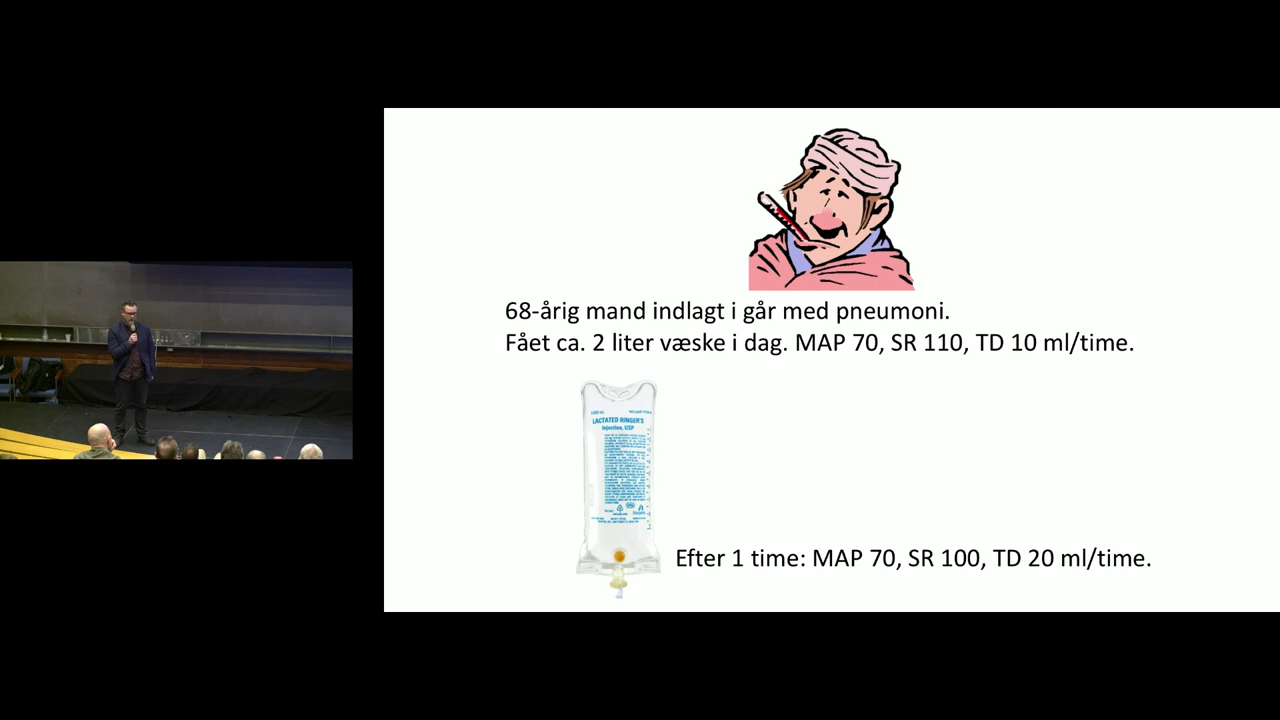 68-årig mand indlagt i går med pneumoni.
Fået ca. 2 liter væske i dag. MAP 70, SR 110, TD 10 ml/time.
LACTATED RINGER'S
Injection, USP
Efter 1 time: MAP 70, SR 100, TD 20 ml/time.